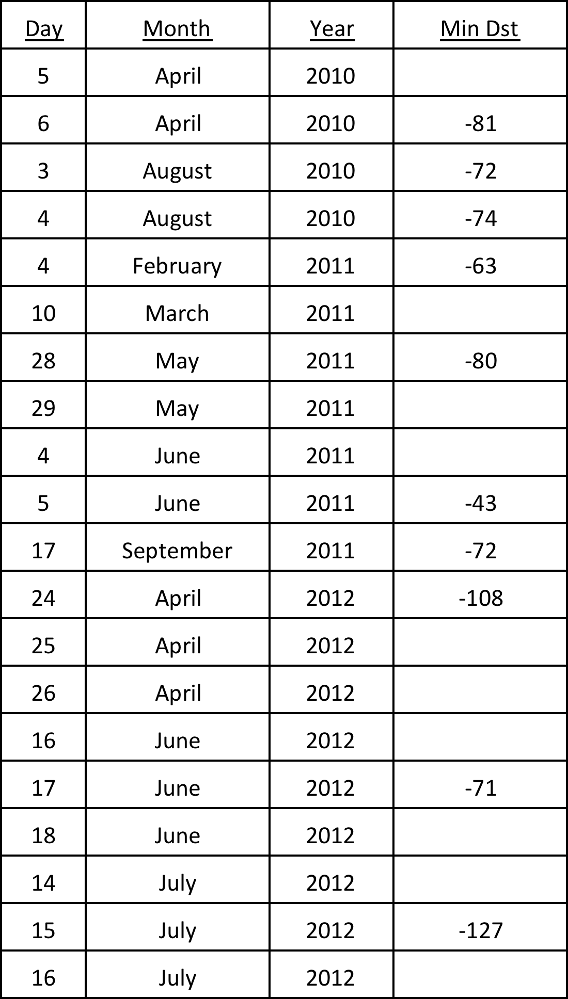 Day Month Year Min Dst
5 April 2010
6 April 2010 -81
3 August 2010 -72
4 August 2010 -74
4 February 2011 -63
10 March 2011
28 May 2011 -80
29 May 2011
4 June 2011
5 June 2011 -43
17 September 2011 -72
24 April 2012 -108
25 April 2012
26 April 2012
16 June 2012
17 June 2012 -71
18 June 2012
14 July 2012
15 July 2012 -127
16 July 2012